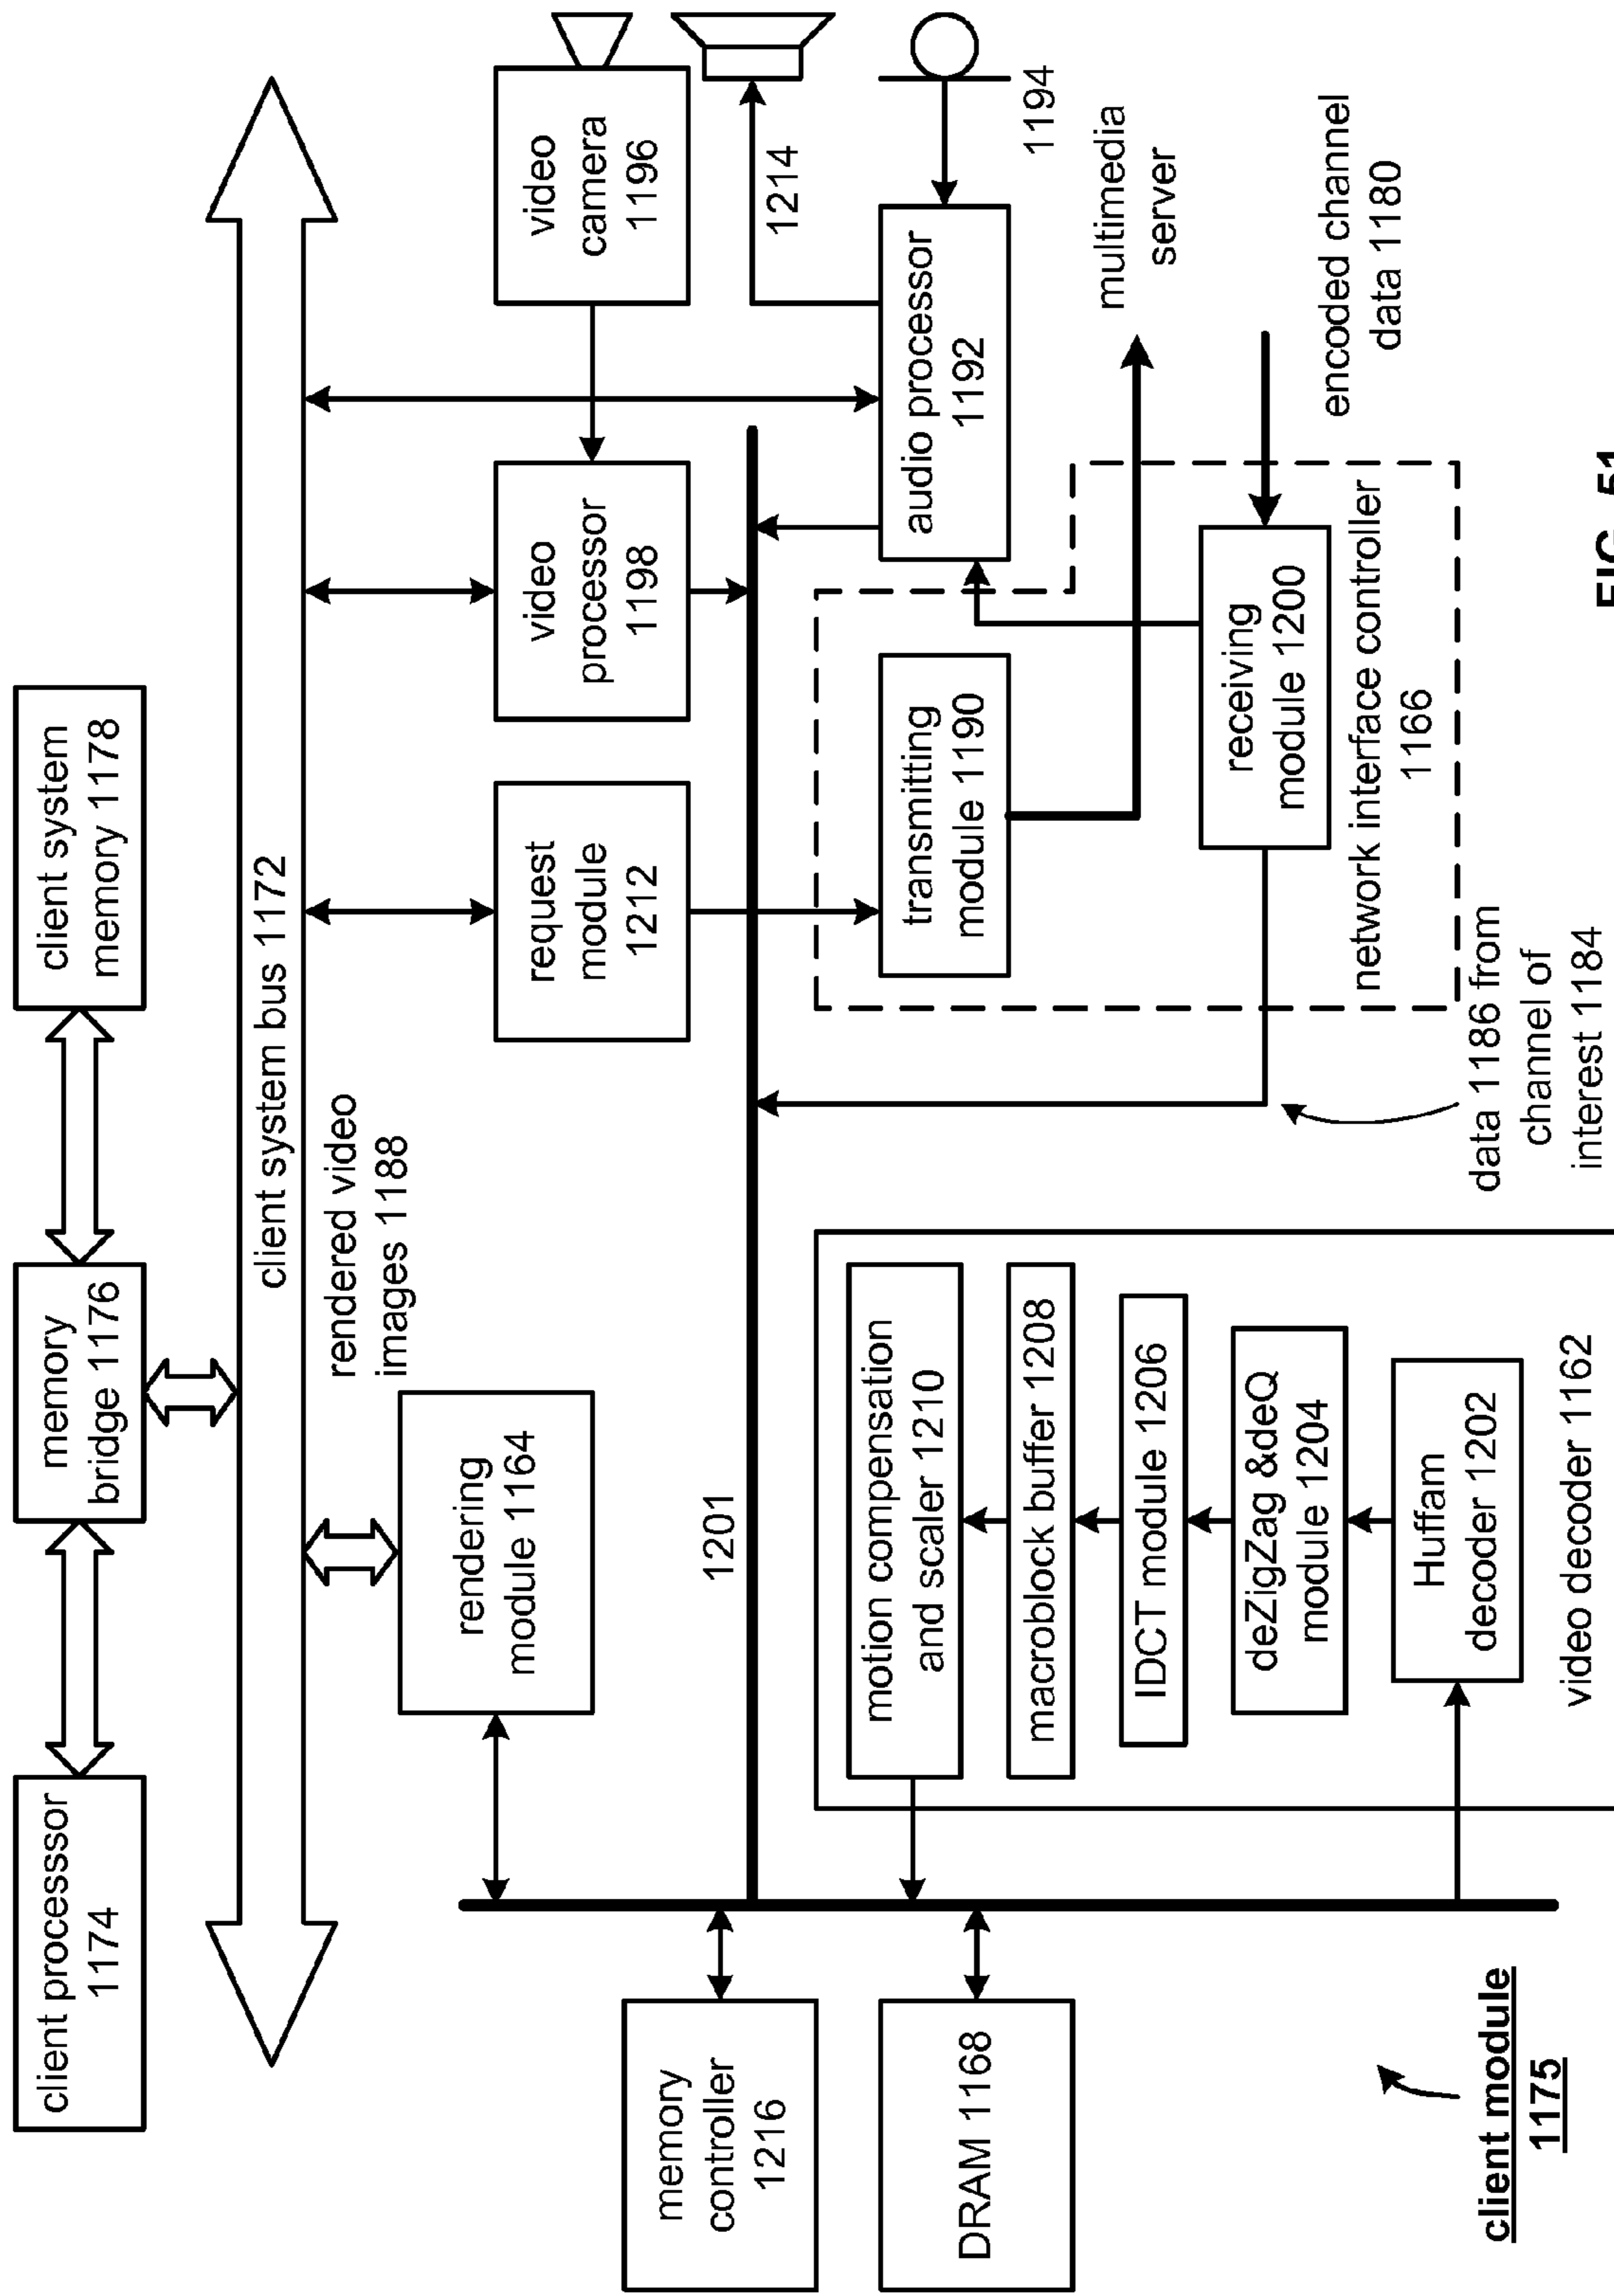 client processor
1174
memory
bridge 1176
client system
memory 1178
client system bus 1172
rendered video
images 1188
rendering
module 1164
request
module
1212
video
processor
1198
video
camera
1196
memory
controller
1216
1201
1214
DRAM 1168
motion compensation
and scaler 1210
macroblock buffer 1208
IDCT module 1206
deZigZag &deQ
module 1204
Huffam
decoder 1202
video decoder 1162
transmitting
module 1190
audio processor
1192
1194
multimedia
server
receiving
module 1200
network interface controller
1166
encoded channel
data 1180
data 1186 from
channel of
interest 1184
client module
1175
FIG. 51